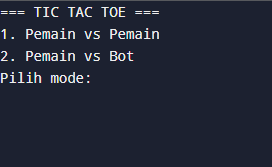 === TIC TAC TOE ===
1. Pemain vs Pemain
2. Pemain vs Bot
Pilih mode: